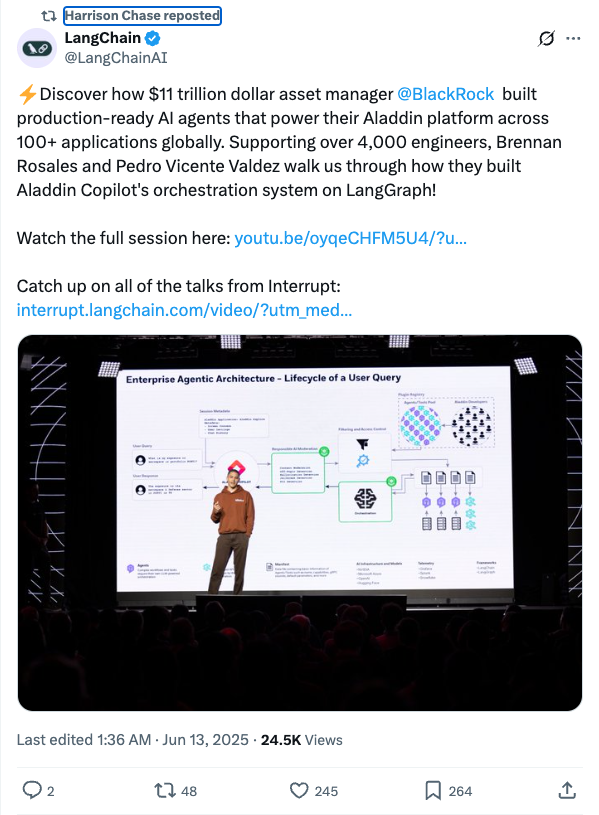 Harrison Chase reposted
LangChain
@LangChainAI
⚡Discover how $11 trillion dollar asset manager @BlackRock built
production-ready AI agents that power their Aladdin platform across
100+ applications globally. Supporting over 4,000 engineers, Brennan
Rosales and Pedro Vicente Valdez walk us through how they built
Aladdin Copilot's orchestration system on LangGraph!
Watch the full session here: youtu.be/oyqeCHFM5U4/?u...
Catch up on all of the talks from Interrupt:
interrupt.langchain.com/video/?utm_med...
Enterprise Agentic Architecture – Lifecycle of a User Query
Plugin Registry
Agents/Tools Pool
Aladdin Developers
Session Metadata
Filtering and Access Control
User Query
Responsible AI Moderation
User Response
Orchestration
Agents
Manifest
AI Infrastructure and Models
Telemetry
Frameworks
Last edited 1:36 AM · Jun 13, 2025 · 24.5K Views
2
48
245
264